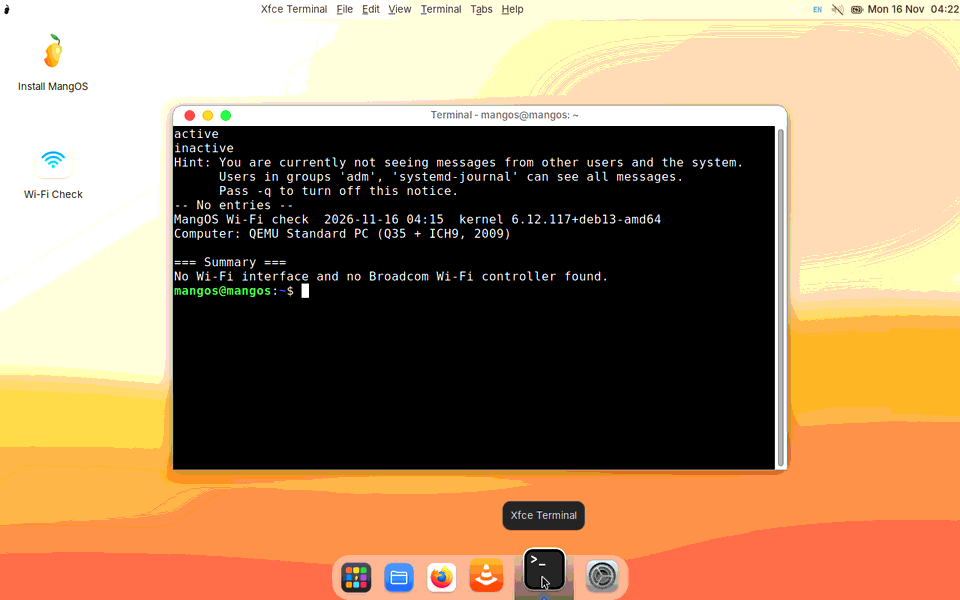 Xfce Terminal File Edit View Terminal Tabs Help EN Mon 16 Nov 04:22
Install MangOS
Wi-Fi Check
Terminal - mangos@mangos: ~
active
inactive
Hint: You are currently not seeing messages from other users and the system.
      Users in groups 'adm', 'systemd-journal' can see all messages.
      Pass -q to turn off this notice.
-- No entries --
MangOS Wi-Fi check  2026-11-16 04:15  kernel 6.12.117+deb13-amd64
Computer: QEMU Standard PC (Q35 + ICH9, 2009)
=== Summary ===
No Wi-Fi interface and no Broadcom Wi-Fi controller found.
mangos@mangos:~$
Xfce Terminal
>_